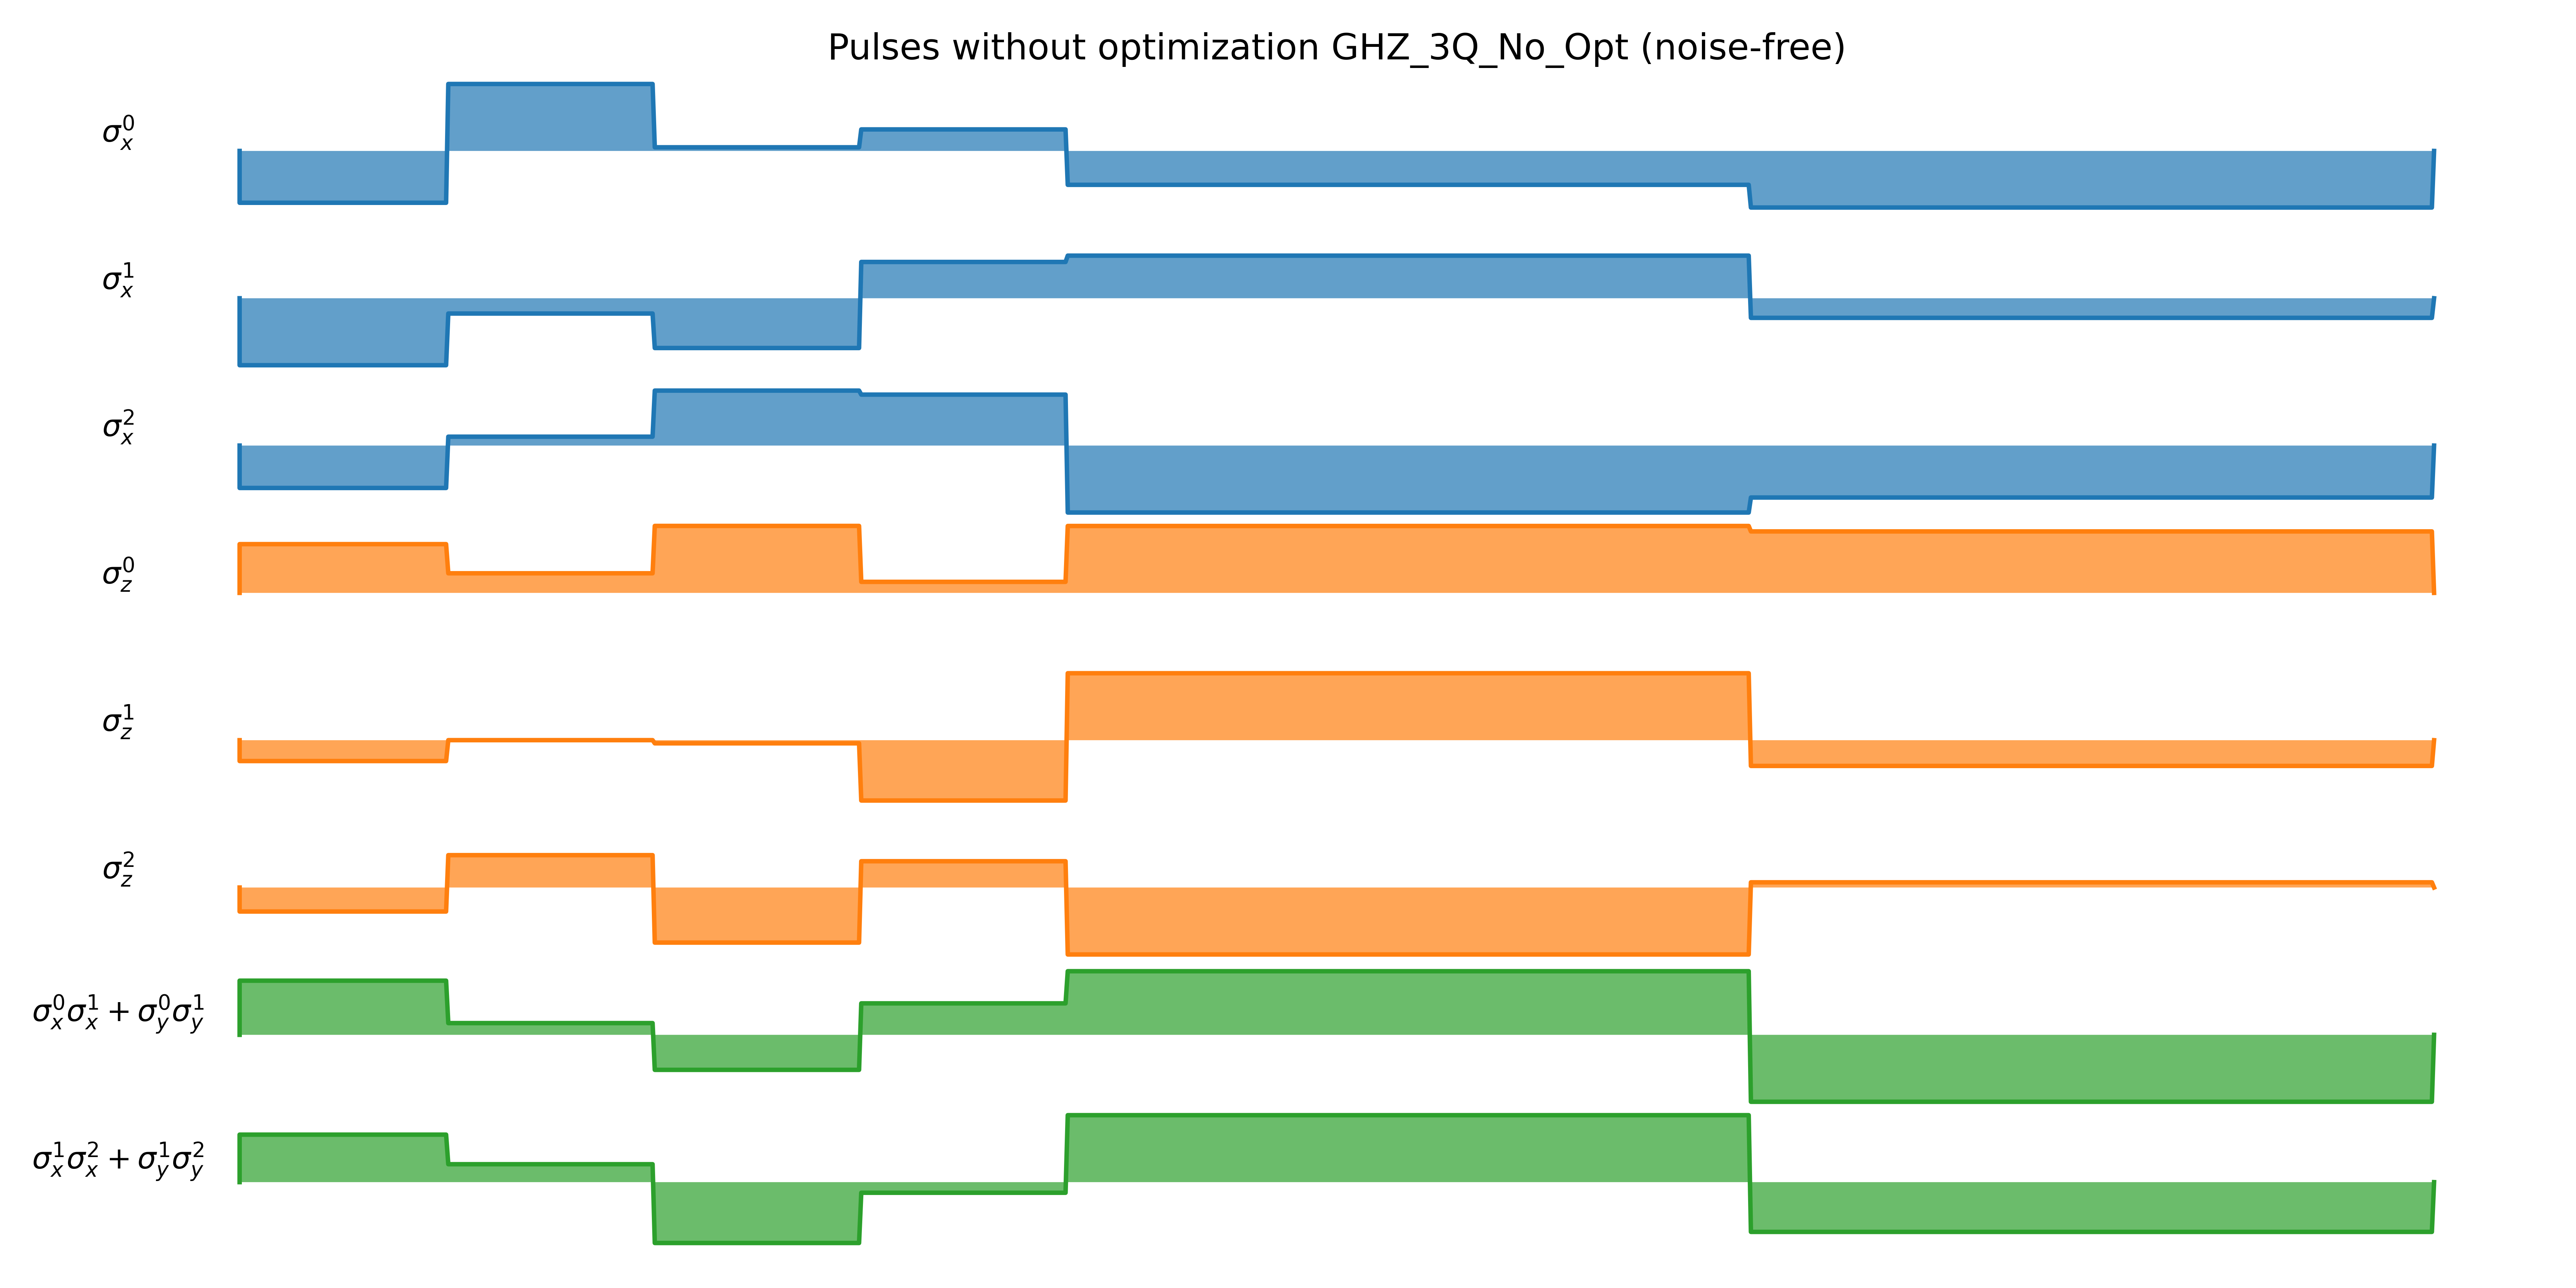 Pulses without optimization GHZ_3Q_No_Opt (noise-free)
σ_x^0
σ_x^1
σ_x^2
σ_z^0
σ_z^1
σ_z^2
σ_x^0σ_x^1 + σ_y^0σ_y^1
σ_x^1σ_x^2 + σ_y^1σ_y^2